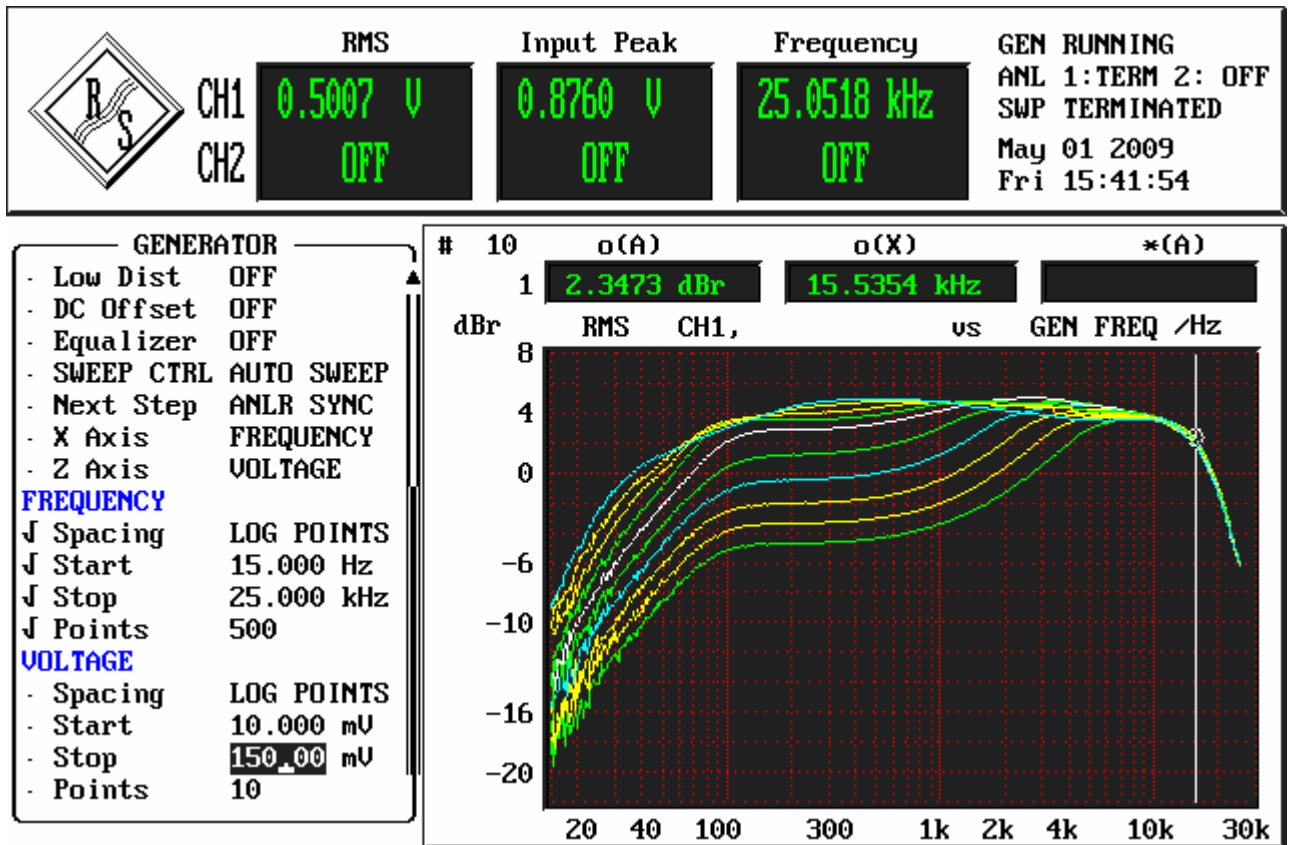 RMS Input Peak Frequency
R S
CH1 0.5007 V 0.8760 V 25.0518 kHz
CH2 OFF OFF OFF
GEN RUNNING
ANL 1:TERM 2: OFF
SWP TERMINATED
May 01 2009
Fri 15:41:54
GENERATOR
· Low Dist OFF
· DC Offset OFF
· Equalizer OFF
· SWEEP CTRL AUTO SWEEP
· Next Step ANLR SYNC
· X Axis FREQUENCY
· Z Axis VOLTAGE
FREQUENCY
√ Spacing LOG POINTS
√ Start 15.000 Hz
√ Stop 25.000 kHz
√ Points 500
VOLTAGE
· Spacing LOG POINTS
· Start 10.000 mV
· Stop 150.00 mV
· Points 10
# 10 o(A) o(X) *(A)
1 2.3473 dBr 15.5354 kHz
dBr RMS CH1, vs GEN FREQ /Hz
8
4
0
-6
-10
-16
-20
20 40 100 300 1k 2k 4k 10k 30k